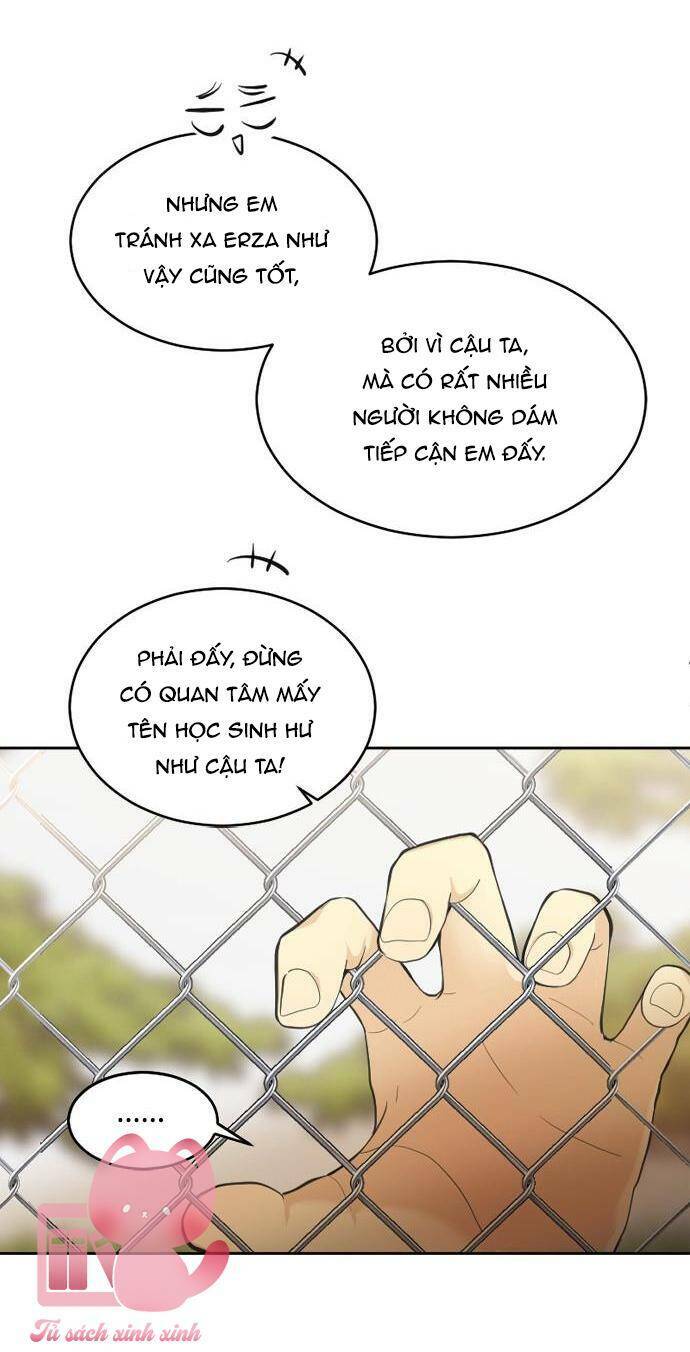 NHƯNG EM
TRÁNH XA ERZA NHƯ
VẬY CŨNG TỐT,
BỞI VÌ CẬU TA,
MÀ CÓ RẤT NHIỀU
NGƯỜI KHÔNG DÁM
TIẾP CẬN EM ĐẤY.
PHẢI ĐẤY, ĐỪNG
CÓ QUAN TÂM MẤY
TÊN HỌC SINH HƯ
NHƯ CẬU TA!
......
Tủ sách xinh xinh